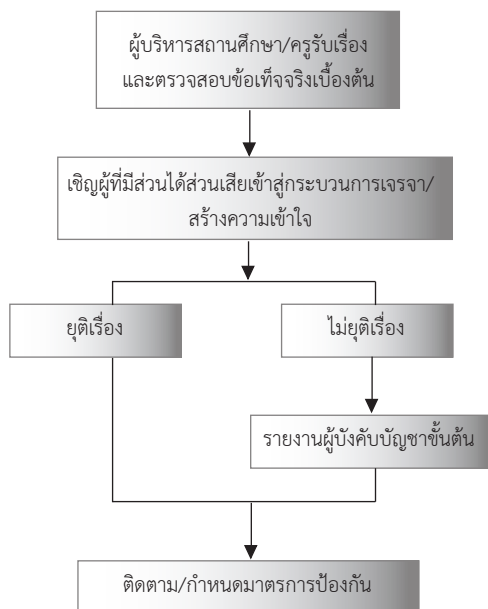 ผู้บริหารสถานศึกษา/ครูรับเรื่อง
และตรวจสอบข้อเท็จจริงเบื้องต้น
เชิญผู้ที่มีส่วนได้ส่วนเสียเข้าสู่กระบวนการเจรจา/
สร้างความเข้าใจ
ยุติเรื่อง
ไม่ยุติเรื่อง
รายงานผู้บังคับบัญชาขั้นต้น
ติดตาม/กำหนดมาตรการป้องกัน